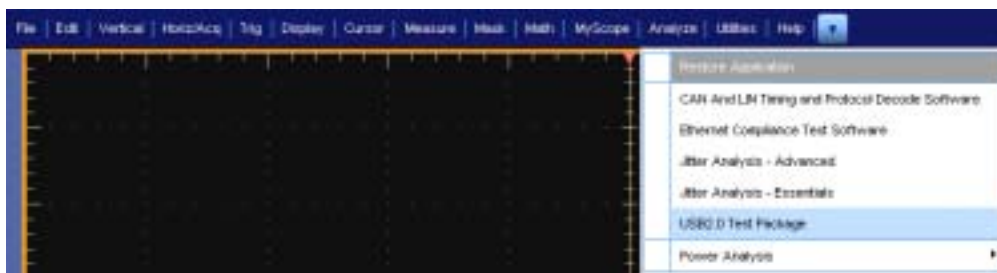 File | Edit | Vertical | Horiz/Acq | Trig | Display | Cursor | Measure | Mask | Math | MyScope | Analyze | Utilities | Help
Restore Application
CAN And LIN Timing and Protocol Decode Software
Ethernet Compliance Test Software
Jitter Analysis - Advanced
Jitter Analysis - Essentials
USB2.0 Test Package
Power Analysis